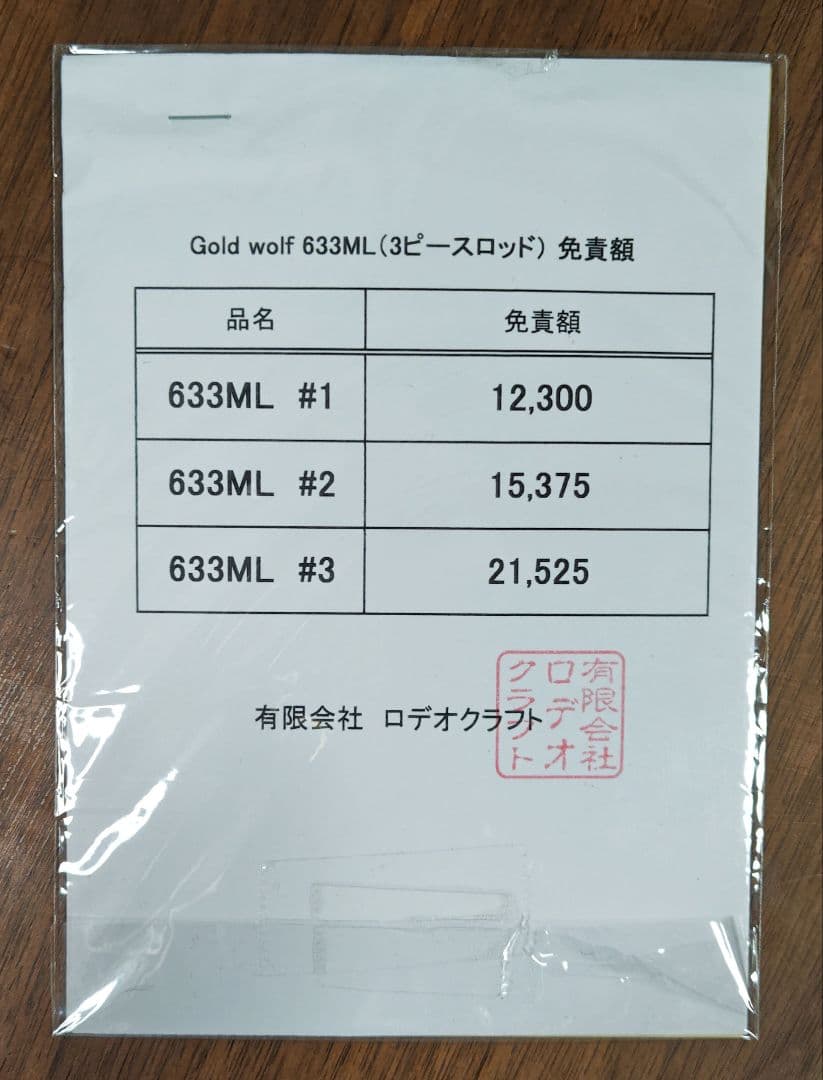 Gold wolf 633ML（3ピースロッド）免責額
品名 免責額
633ML #1 12,300
633ML #2 15,375
633ML #3 21,525
有限会社 ロデオクラフト
有限会社
ロデオ
クラフト